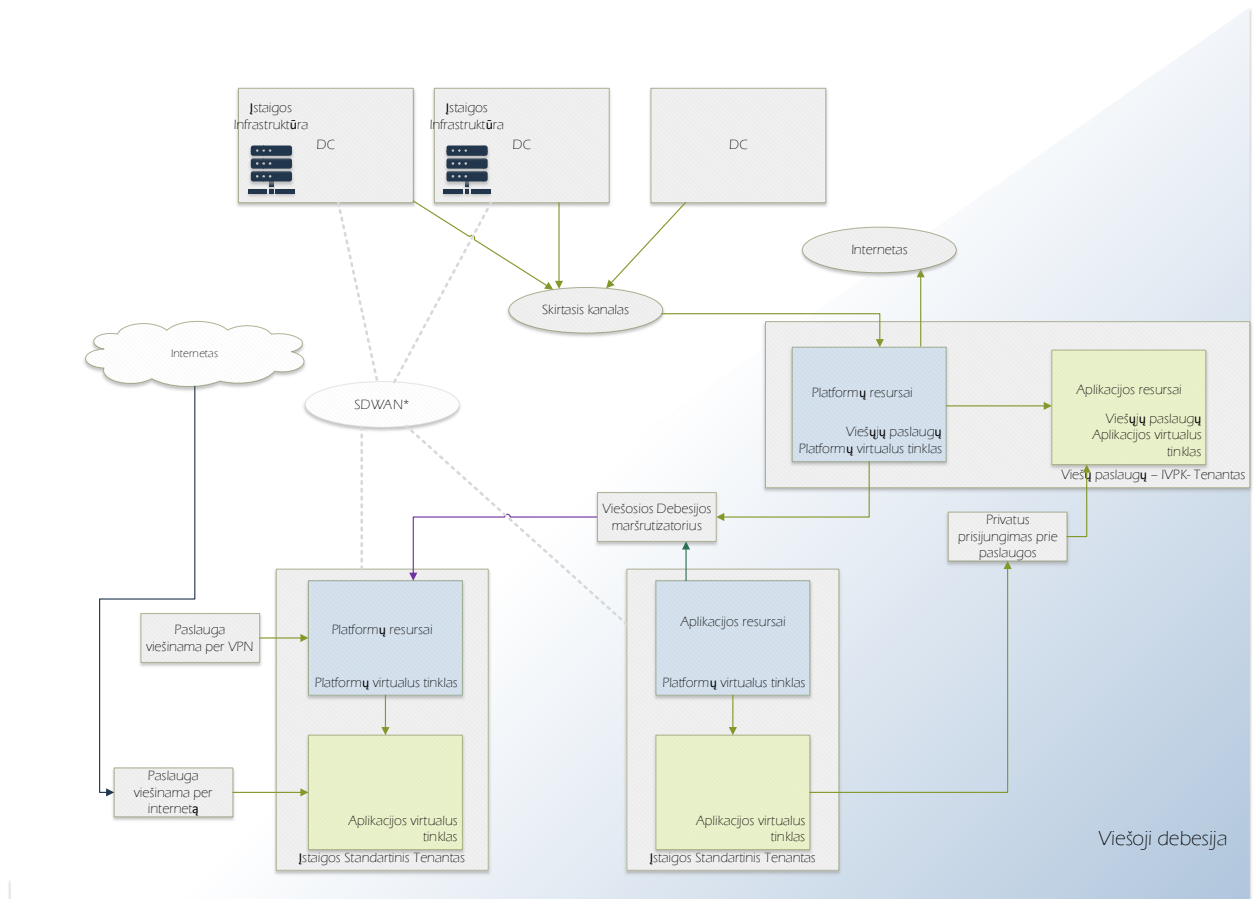 Įstaigos
Infrastruktūra
DC
Įstaigos
Infrastruktūra
DC
DC
Internetas
Skirtasis kanalas
Internetas
SDWAN*
Platformų resursai
Viešųjų paslaugų
Platformų virtualus tinklas
Aplikacijos resursai
Viešųjų paslaugų
Aplikacijos virtualus
tinklas
Viešų paslaugų – IVPK- Tenantas
Viešosios Debesijos
maršrutizatorius
Privatus
prisijungimas prie
paslaugos
Paslauga
viešinama per VPN
Platformų resursai
Platformų virtualus tinklas
Aplikacijos resursai
Platformų virtualus tinklas
Paslauga
viešinama per
internetą
Aplikacijos virtualus
tinklas
Įstaigos Standartinis Tenantas
Aplikacijos virtualus
tinklas
Įstaigos Standartinis Tenantas
Viešoji debesija